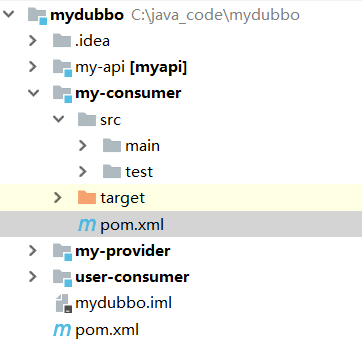 mydubbo C:\java_code\mydubbo
.idea
my-api [myapi]
my-consumer
src
main
test
target
pom.xml
my-provider
user-consumer
mydubbo.iml
pom.xml